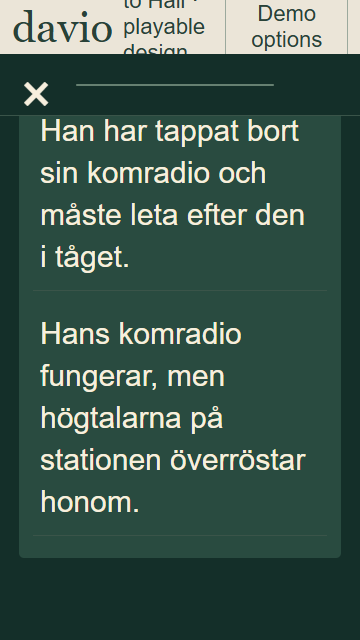 davio
to Hall ·
playable
design
Demo
options
Han har tappat bort
sin komradio och
måste leta efter den
i tåget.
Hans komradio
fungerar, men
högtalarna på
stationen överröstar
honom.